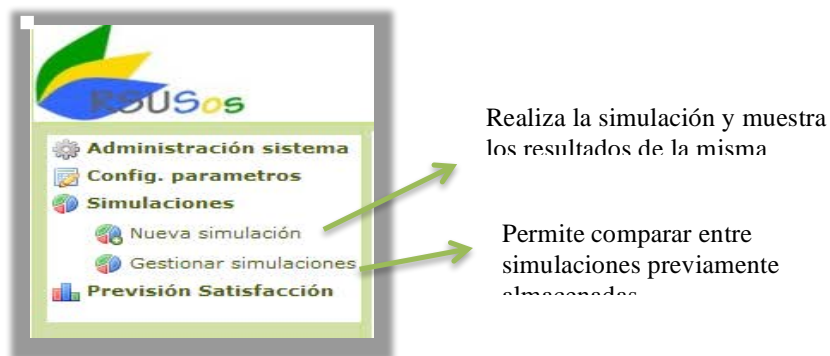 RSUSos
Administración sistema
Config. parametros
Simulaciones
Nueva simulación
Gestionar simulaciones
Previsión Satisfacción
Realiza la simulación y muestra
los resultados de la misma
Permite comparar entre
simulaciones previamente
almacenadas